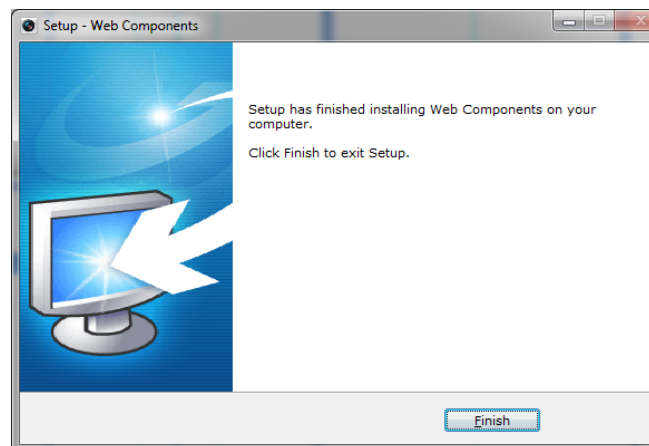 Setup - Web Components
Setup has finished installing Web Components on your
computer.
Click Finish to exit Setup.
Finish